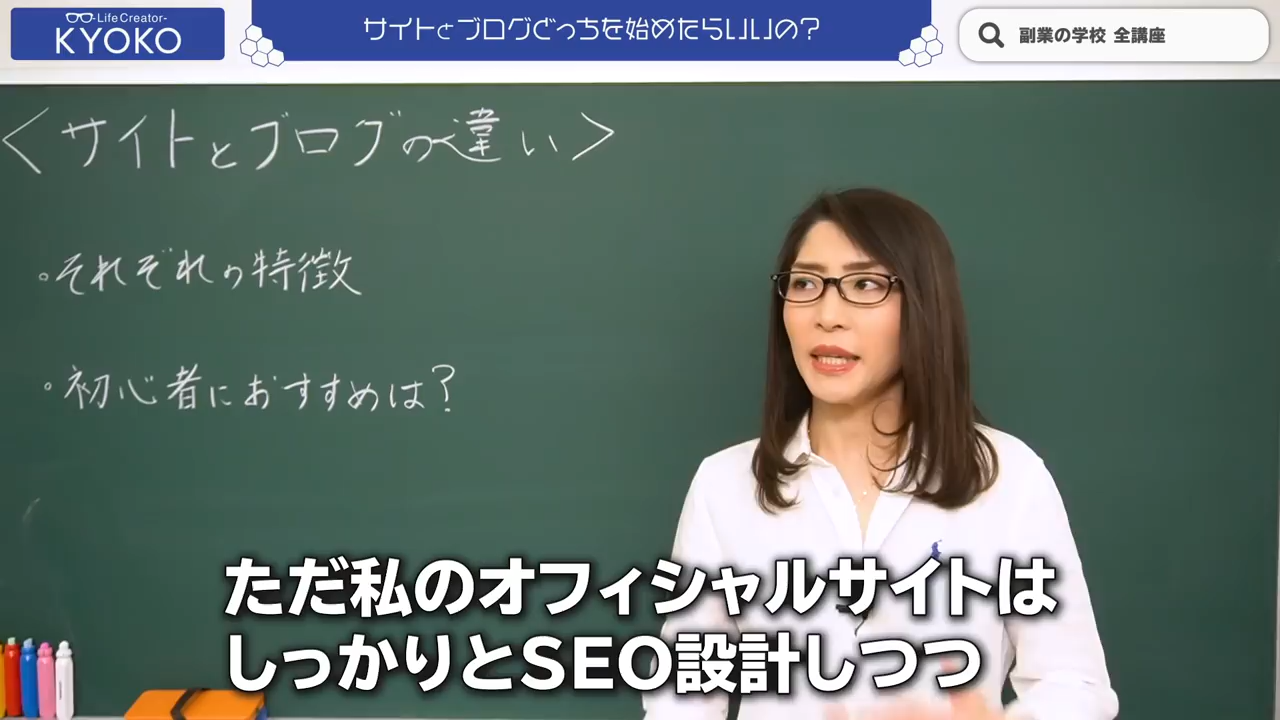 -Life Creator-
KYOKO
サイトとブログどっちを始めたらいいの？
副業の学校 全講座
＜サイトとブログの違い＞
・それぞれの特徴
・初心者におすすめは？
ただ私のオフィシャルサイトは
しっかりとSEO設計しつつ